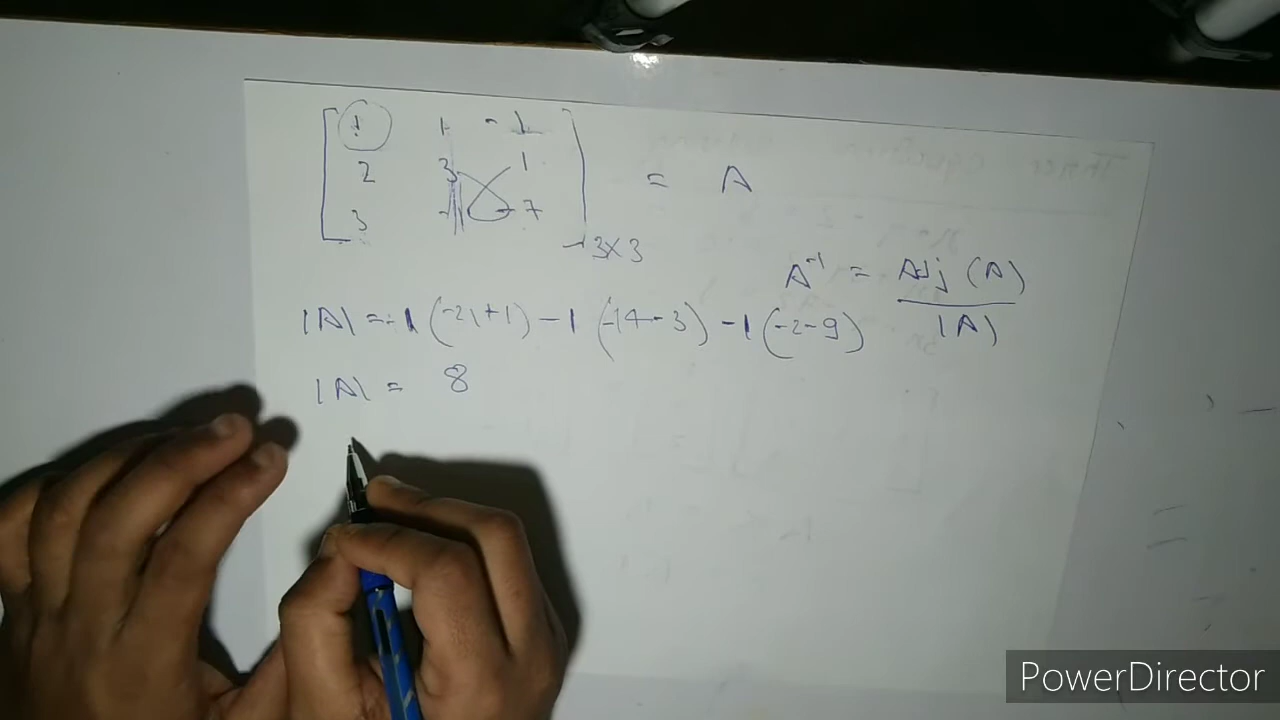 1 1 -1
2 3 1 = A
3 -7
3×3
A⁻¹ = Adj (A) / |A|
|A| = 1 (-21+1) -1 (-14-3) -1 (-2-9)
|A| = 8
PowerDirector